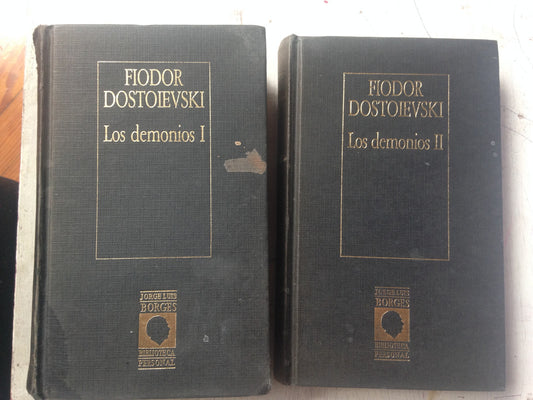 FIODOR
DOSTOIEVSKI
Los demonios I
JORGE LUIS
BORGES
BIBLIOTECA
PERSONAL
FIODOR
DOSTOIEVSKI
Los demonios II
JORGE LUIS
BORGES
BIBLIOTECA
PERSONAL